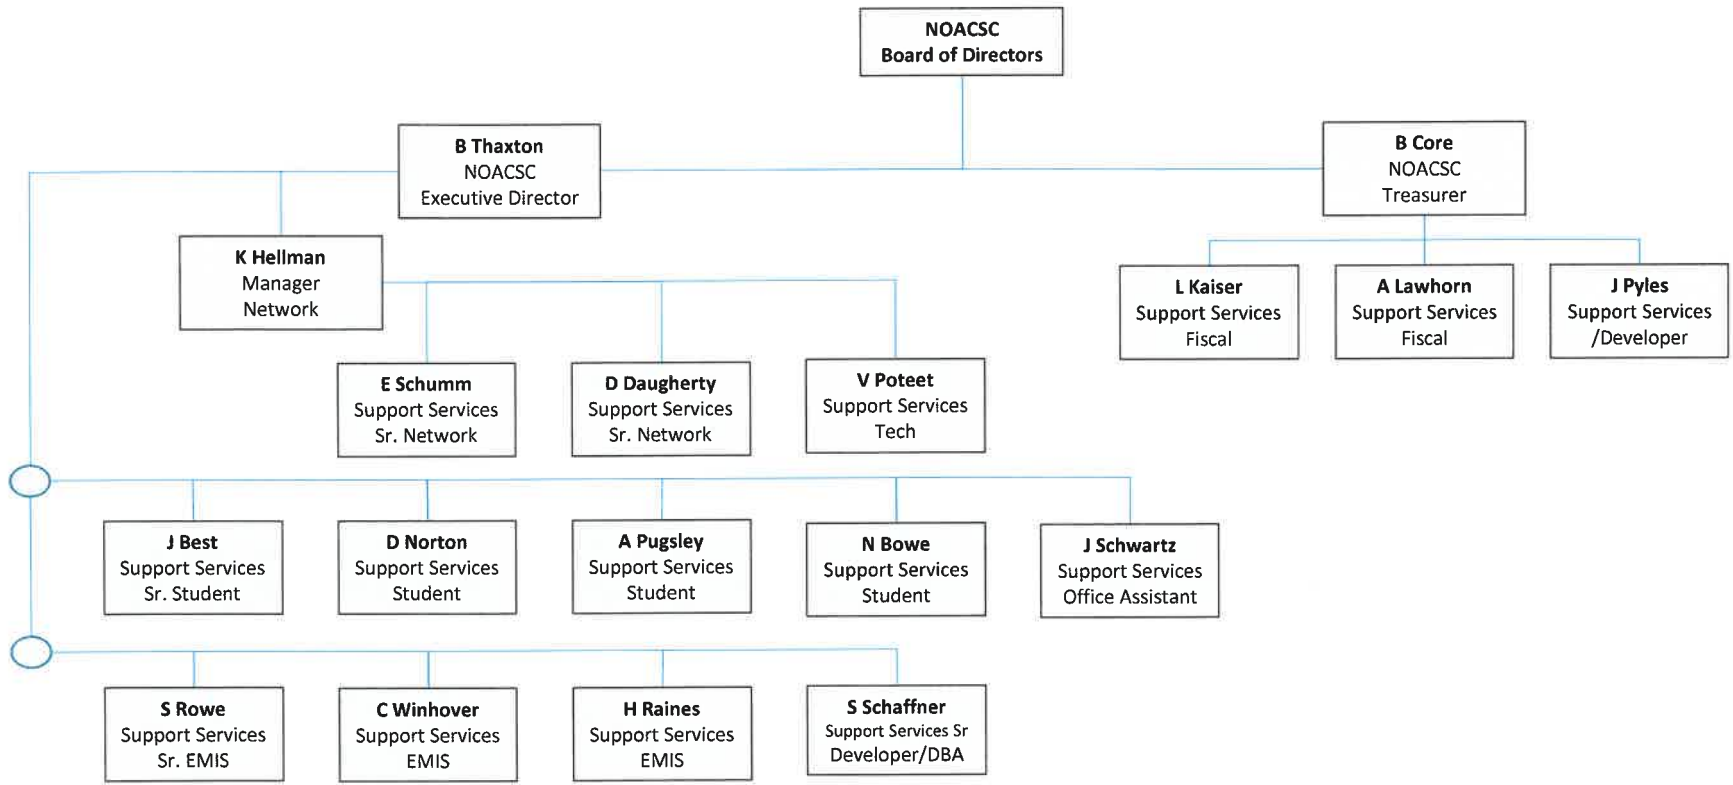 NOACSC
Board of Directors
B Thaxton
NOACSC
Executive Director
B Core
NOACSC
Treasurer
K Hellman
Manager
Network
L Kaiser
Support Services
Fiscal
A Lawhorn
Support Services
Fiscal
J Pyles
Support Services
/Developer
E Schumm
Support Services
Sr. Network
D Daugherty
Support Services
Sr. Network
V Poteet
Support Services
Tech
J Best
Support Services
Sr. Student
D Norton
Support Services
Student
A Pugsley
Support Services
Student
N Bowe
Support Services
Student
J Schwartz
Support Services
Office Assistant
S Rowe
Support Services
Sr. EMIS
C Winhover
Support Services
EMIS
H Raines
Support Services
EMIS
S Schaffner
Support Services Sr
Developer/DBA